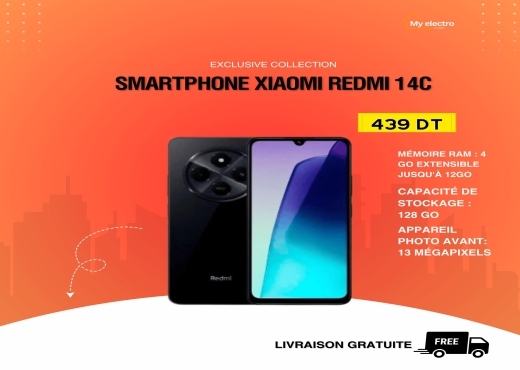 My electro
EXCLUSIVE COLLECTION
SMARTPHONE XIAOMI REDMI 14C
439 DT
MÉMOIRE RAM : 4
GO EXTENSIBLE
JUSQU'À 12GO
CAPACITÉ DE
STOCKAGE :
128 GO
APPAREIL
PHOTO AVANT:
13 MÉGAPIXELS
Redmi
LIVRAISON GRATUITE
FREE